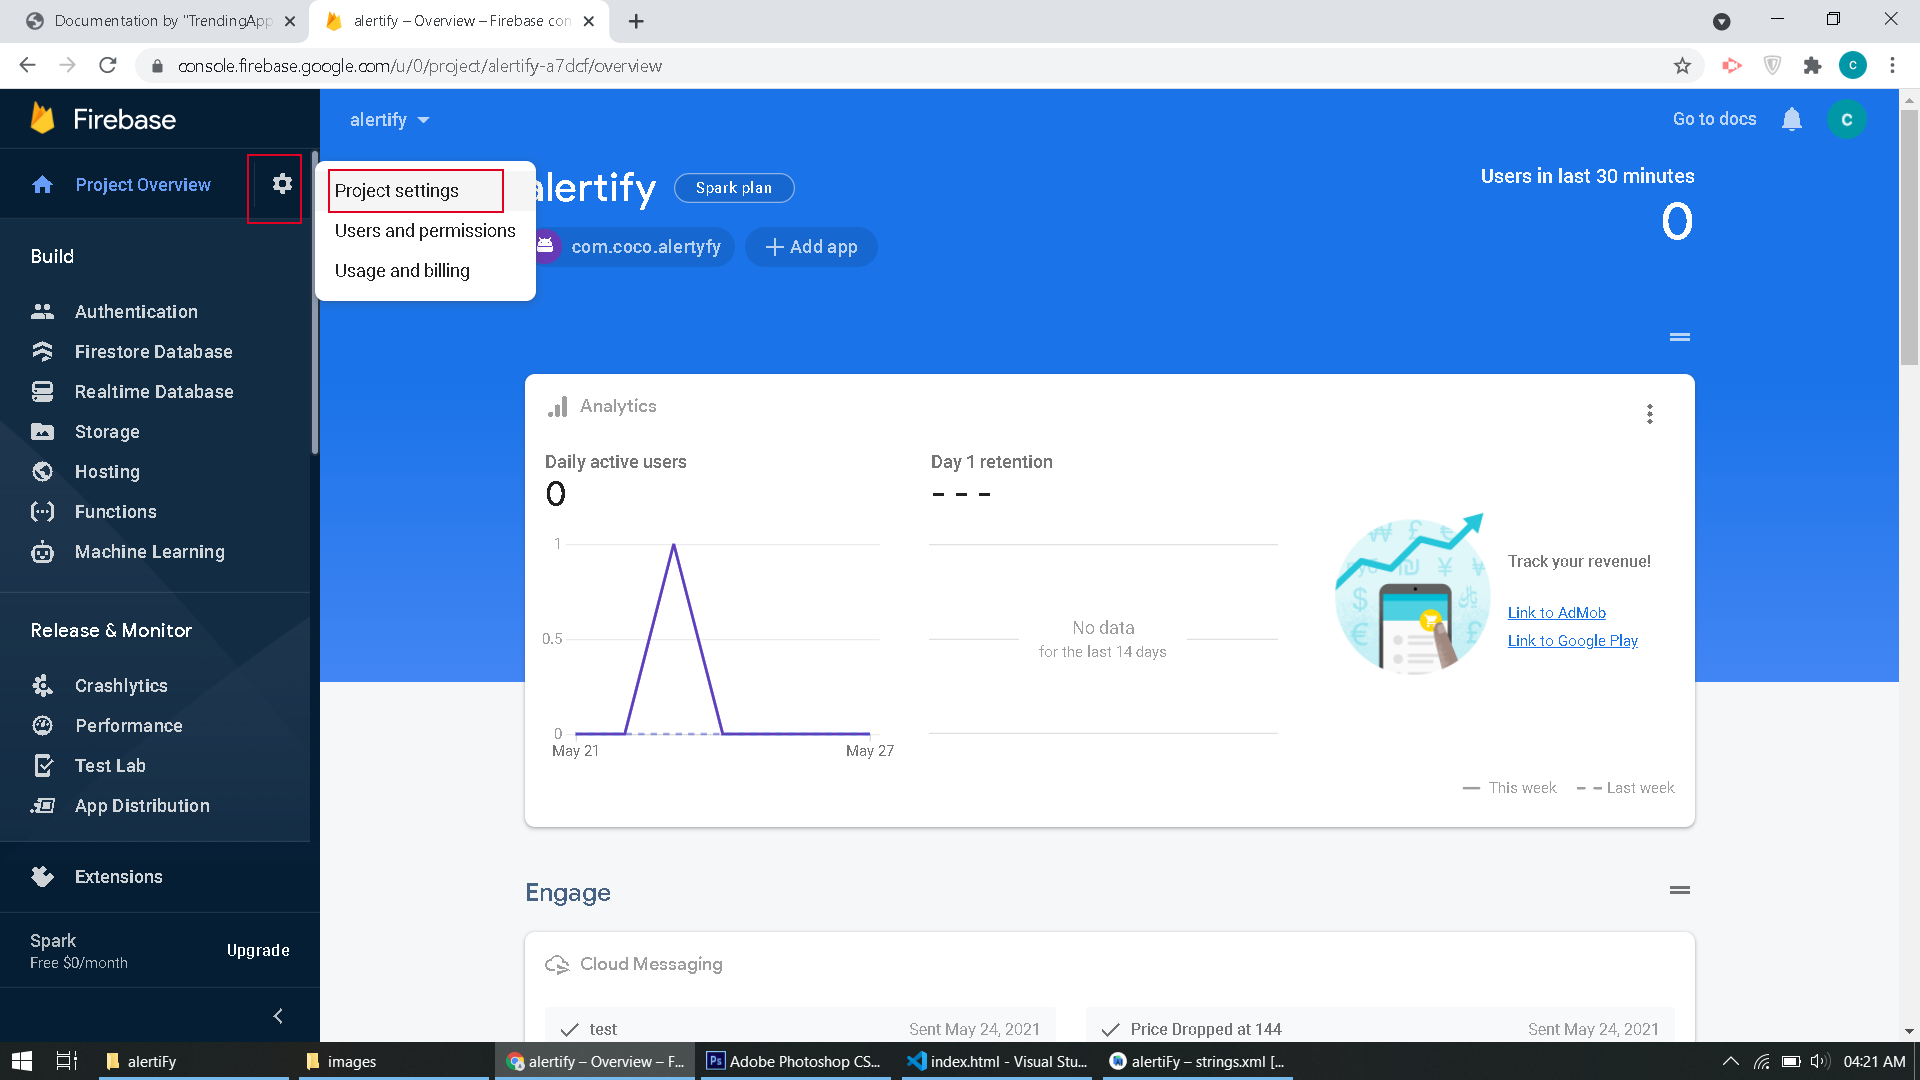 Documentation by "TrendingApp
alertify – Overview – Firebase con
console.firebase.google.com/u/0/project/alertify-a7dcf/overview
C
Firebase
alertify
Go to docs
C
Project Overview
Project settings
Users and permissions
Usage and billing
alertify
Spark plan
com.coco.alertyfy
Add app
Users in last 30 minutes
0
Build
Authentication
Firestore Database
Realtime Database
Storage
Hosting
Functions
Machine Learning
Release & Monitor
Crashlytics
Performance
Test Lab
App Distribution
Extensions
Spark
Free $0/month
Upgrade
Analytics
Daily active users
0
1
0.5
0
May 21
May 27
Day 1 retention
- - -
No data
for the last 14 days
Track your revenue!
Link to AdMob
Link to Google Play
This week
Last week
Engage
Cloud Messaging
test
Sent May 24, 2021
Price Dropped at 144
Sent May 24, 2021
alertiFy
images
alertify – Overview – F...
Ps
Adobe Photoshop CS...
index.html - Visual Stu...
alertiFy – strings.xml [...
04:21 AM